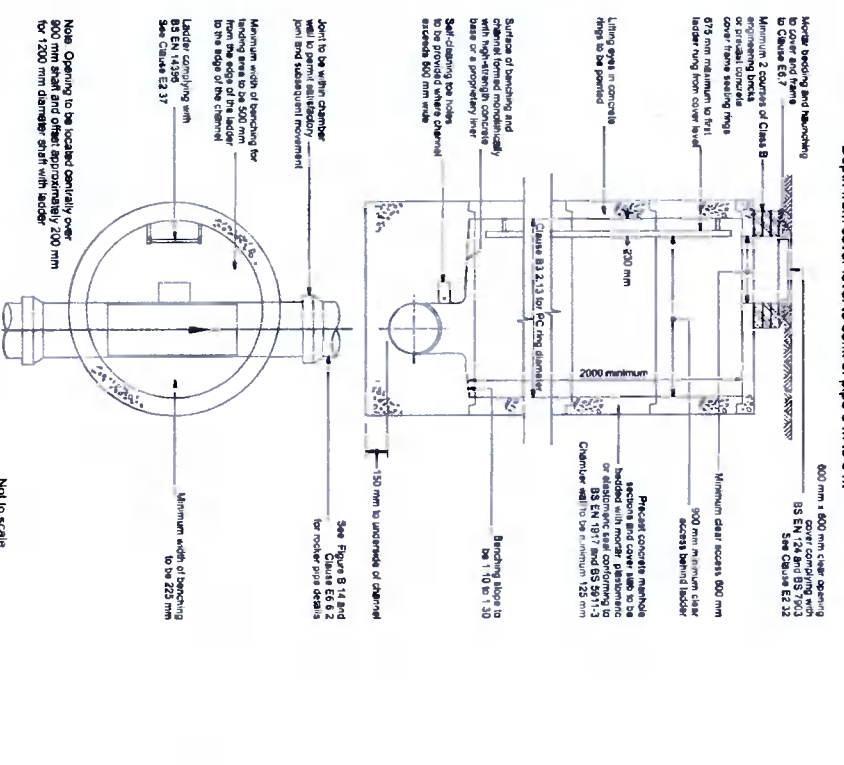 Mortar bedding and haunching
to cover and frame
to Clause E6.7
Minimum 2 courses of Class B
engineering bricks
or precast concrete
cover frame seating rings
675 mm maximum to first
ladder rung from cover level
Lifting eyes in concrete
rings to be pointed
Surface of benching and
channel formed monolithically
with high-strength concrete
base or a proprietary liner
Self-cleaning toe holes
to be provided where channel
exceeds 600 mm wide
600 mm x 600 mm clear opening
cover complying with
BS EN 124 and BS 7903
See Clause E2 32
Minimum clear access 600 mm
900 mm minimum clear
access behind ladder
Precast concrete manhole
sections and cover slab to be
bedded with mortar, plastomeric
or elastomeric seal conforming to
BS EN 1917 and BS 5911-3
Chamber wall to be minimum 125 mm
230 mm
2000 minimum
Clause B3 2.13 for PC ring diameter
Benching slope to
be 1:10 to 1:30
150 mm to underside of channel
Joint to be within chamber
wall to permit satisfactory
joint and subsequent movement
Minimum width of benching for
landing area to be 500 mm
from the edge of the ladder
to the edge of the channel
Ladder complying with
BS EN 14396
See Clause E2 37
See Figure B 14 and
Clause E6 6 2
for rocker pipe details
Minimum width of benching
to be 225 mm
Note Opening to be located centrally over
900 mm shaft and offset approximately 200 mm
for 1200 mm diameter shaft with ladder
Not to scale